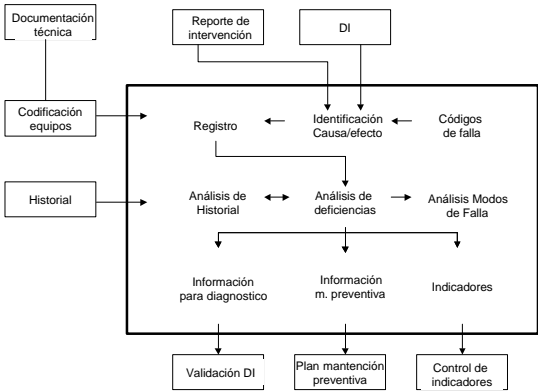 Documentación
técnica
Reporte de
intervención
DI
Codificación
equipos
Registro
Identificación
Causa/efecto
Códigos
de falla
Historial
Análisis de
Historial
Análisis de
deficiencias
Análisis Modos
de Falla
Información
para diagnostico
Información
m. preventiva
Indicadores
Validación DI
Plan mantención
preventiva
Control de
indicadores